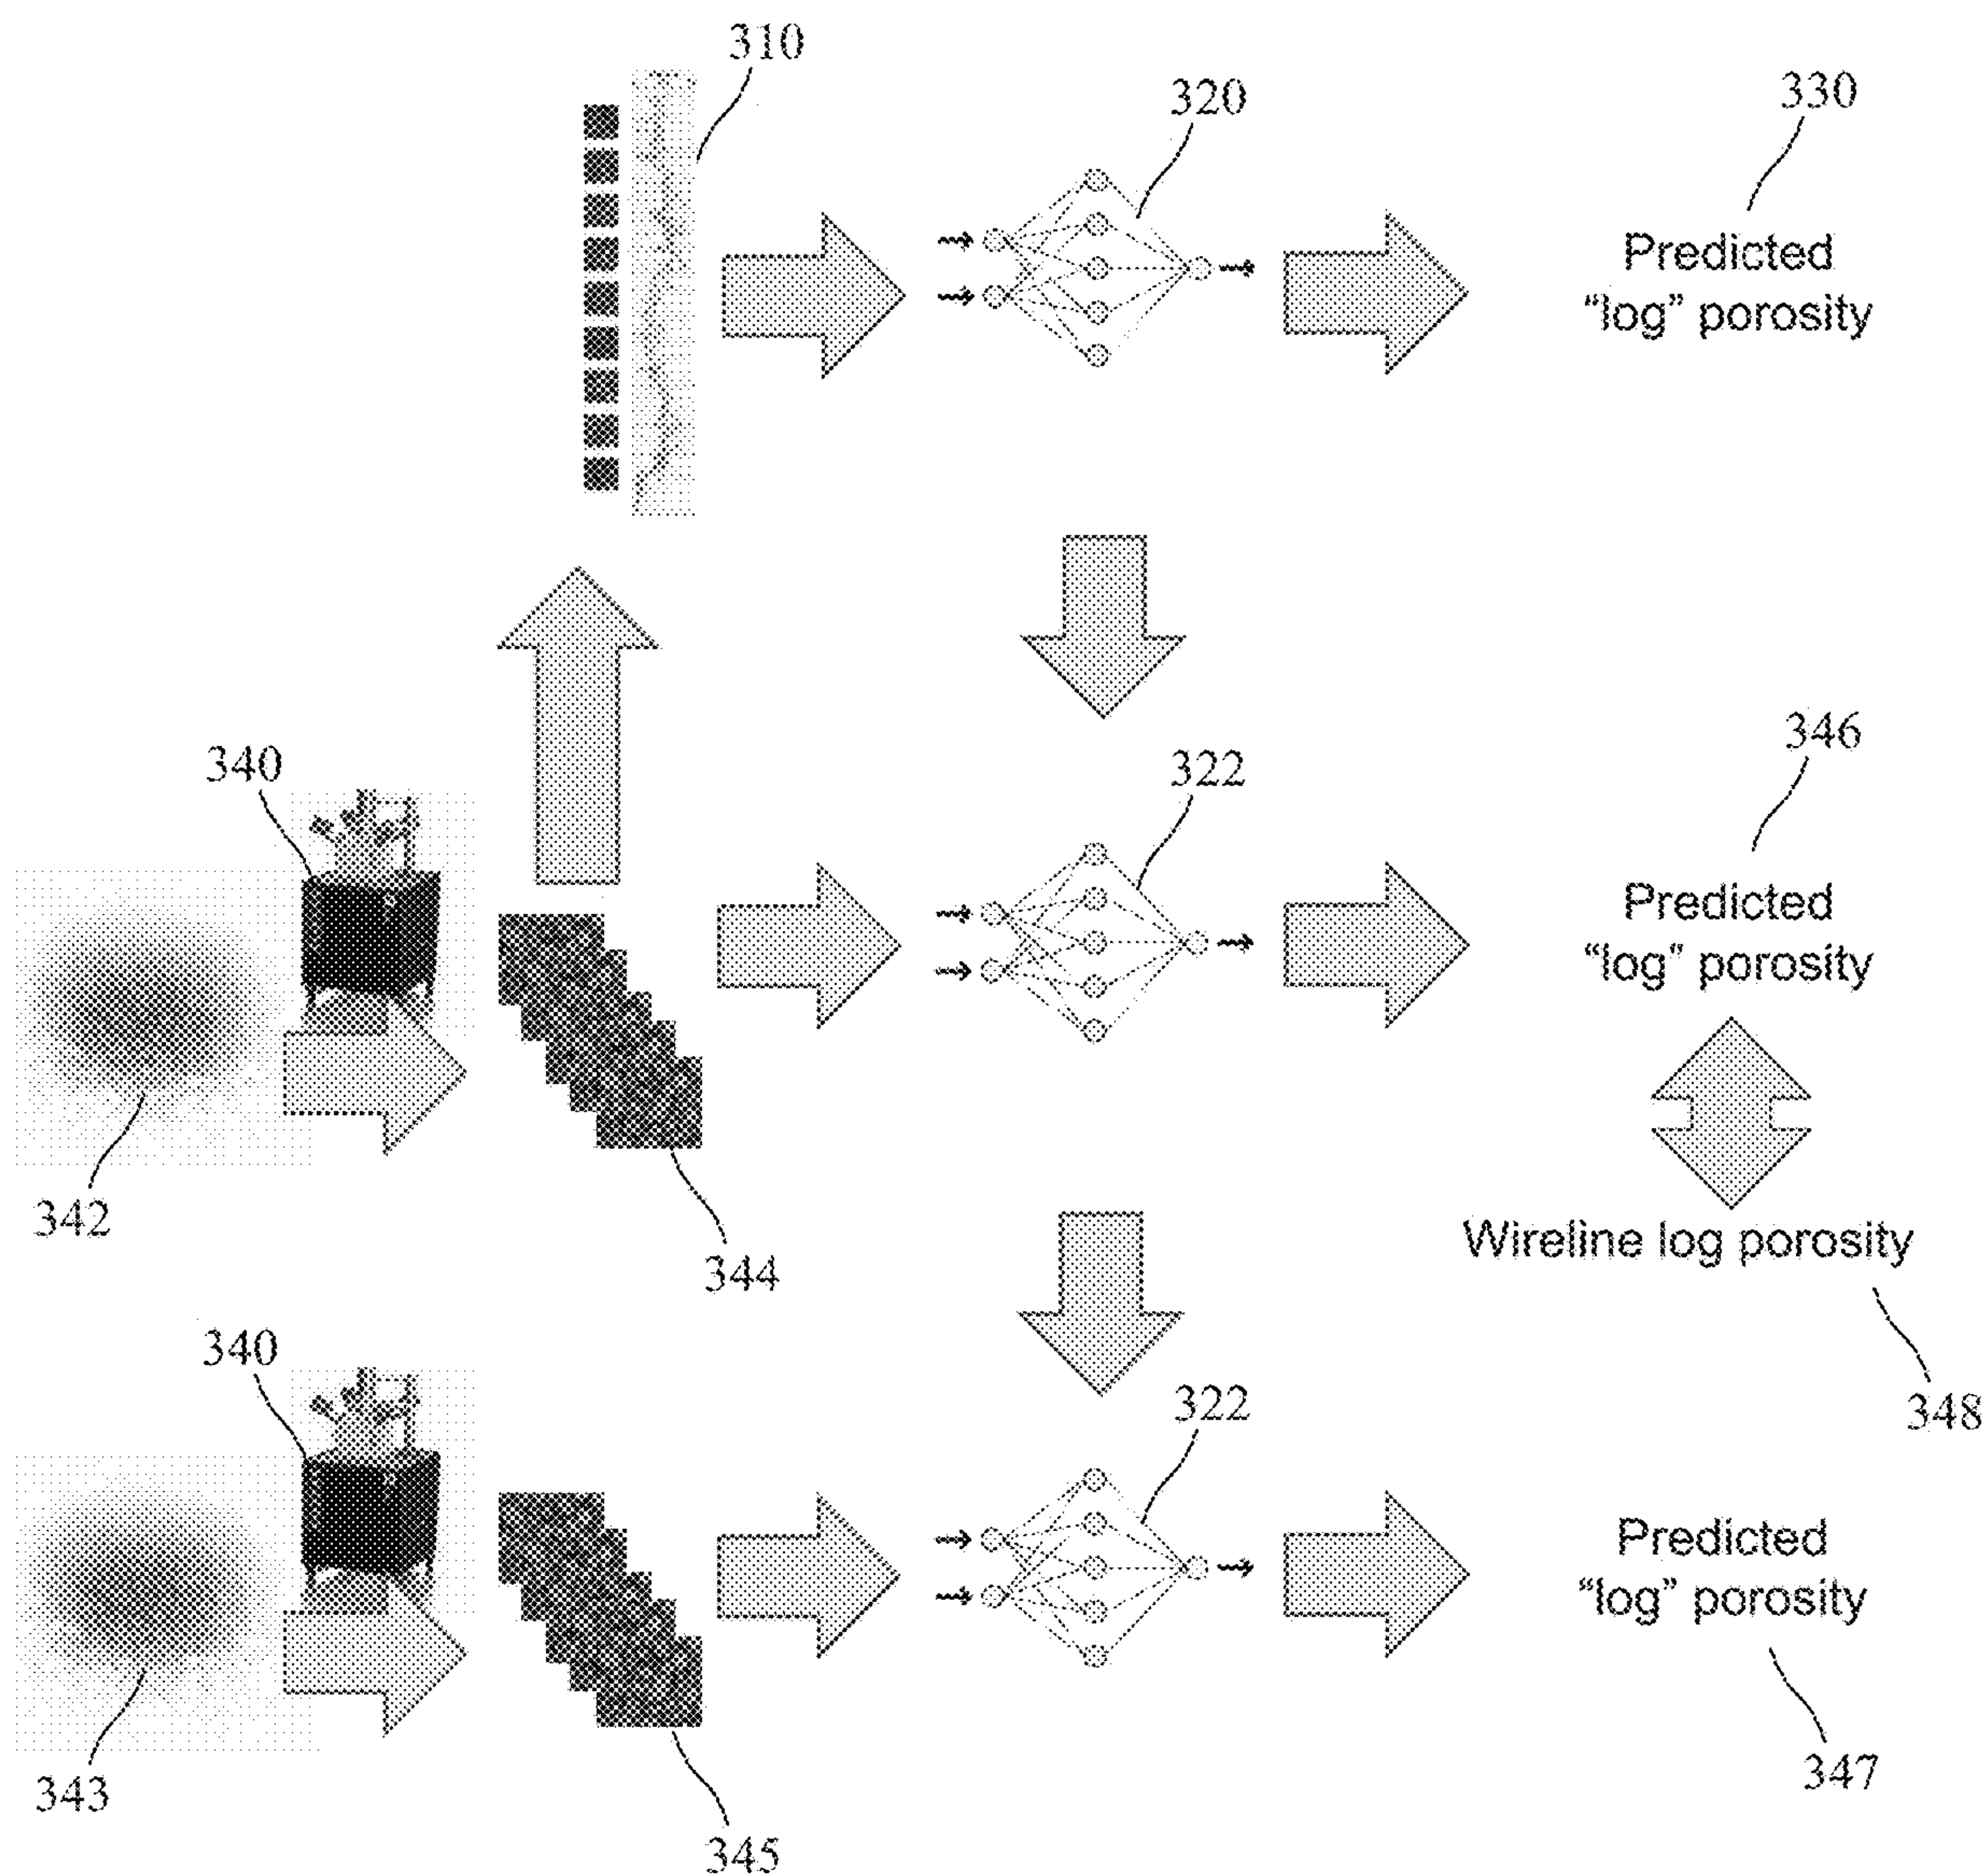 310
320
330
Predicted
“log” porosity
340
322
346
Predicted
“log” porosity
342
344
Wireline log porosity
348
340
322
Predicted
“log” porosity
343
345
347